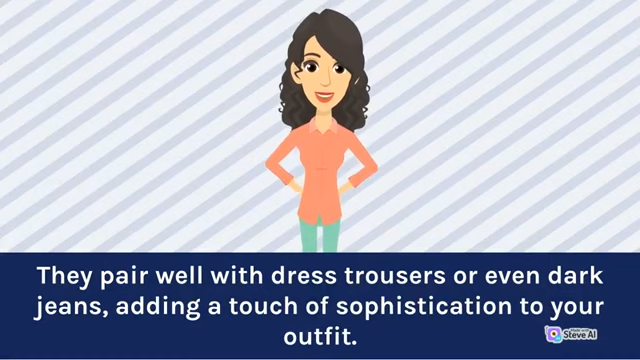 They pair well with dress trousers or even dark
jeans, adding a touch of sophistication to your
outfit.
Steve AI